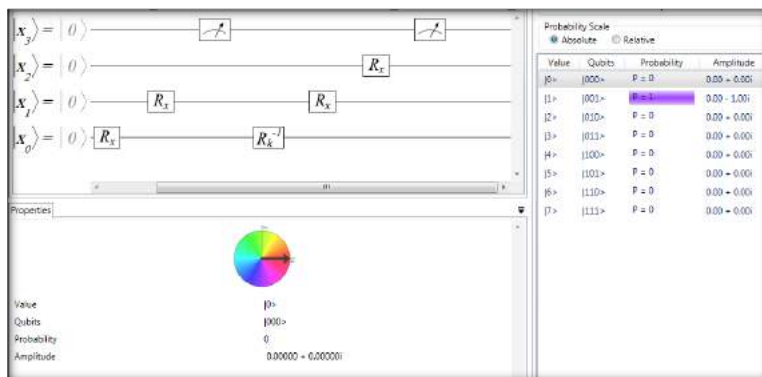 |x₃⟩ = |0⟩
|x₂⟩ = |0⟩ Rx
|x₁⟩ = |0⟩ Rx Rx
|x₀⟩ = |0⟩ Rx Rk⁻¹
Properties
Value |0>
Qubits |000>
Probability 0
Amplitude 0.00000 + 0.00000i
Probability Scale
Absolute Relative
Value Qubits Probability Amplitude
|0> |000> P = 0 0.00 + 0.00i
|1> |001> P = 1 0.00 - 1.00i
|2> |010> P = 0 0.00 + 0.00i
|3> |011> P = 0 0.00 + 0.00i
|4> |100> P = 0 0.00 + 0.00i
|5> |101> P = 0 0.00 + 0.00i
|6> |110> P = 0 0.00 + 0.00i
|7> |111> P = 0 0.00 + 0.00i